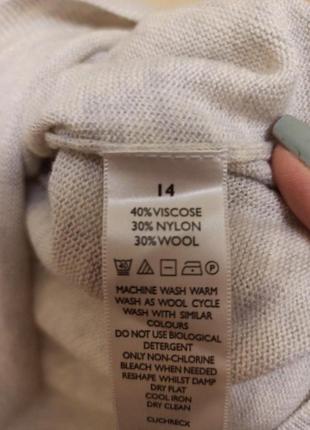 14
40% VISCOSE
30% NYLON
30% WOOL
MACHINE WASH WARM
WASH AS WOOL CYCLE
WASH WITH SIMILAR
COLOURS
DO NOT USE BIOLOGICAL
DETERGENT
ONLY NON-CHLORINE
BLEACH WHEN NEEDED
RESHAPE WHILST DAMP
DRY FLAT
COOL IRON
DRY CLEAN